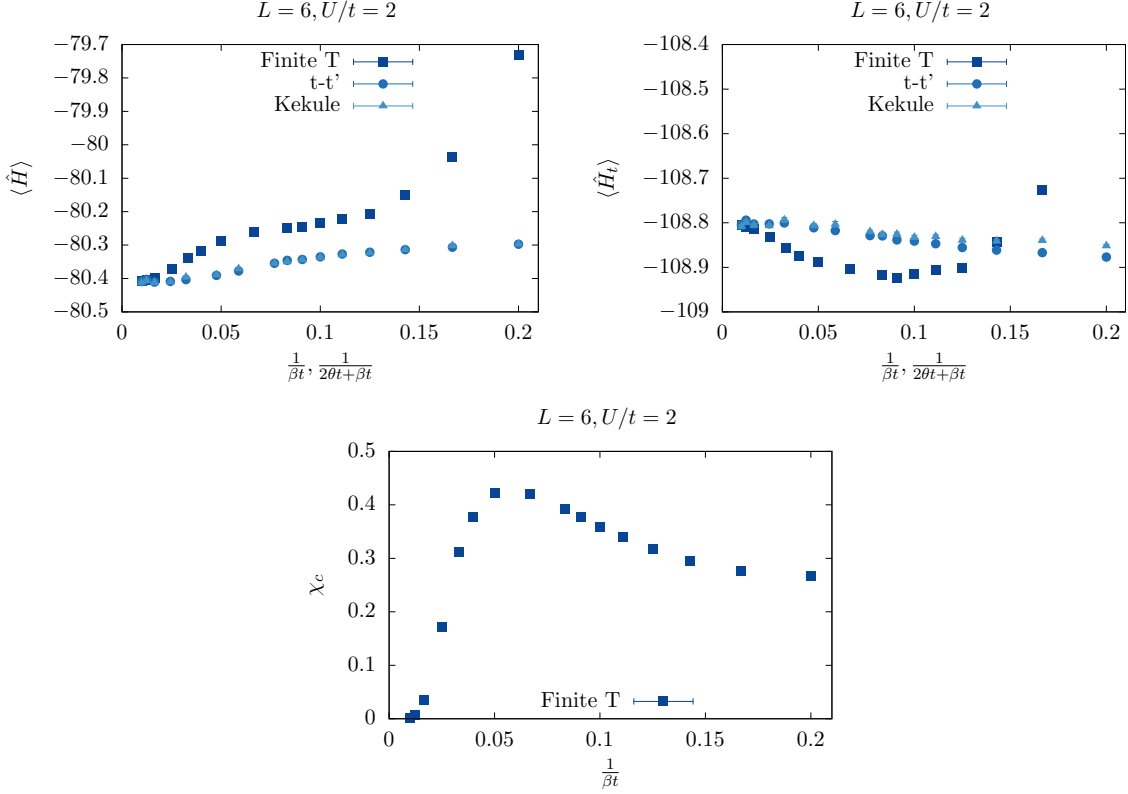 L = 6, U/t = 2
⟨Ĥ⟩
−79.7
−79.8
−79.9
−80
−80.1
−80.2
−80.3
−80.4
−80.5
Finite T
t-t'
Kekule
0 0.05 0.1 0.15 0.2
1/βt, 1/2θt+βt
L = 6, U/t = 2
⟨Ĥ_t⟩
−108.4
−108.5
−108.6
−108.7
−108.8
−108.9
−109
Finite T
t-t'
Kekule
0 0.05 0.1 0.15 0.2
1/βt, 1/2θt+βt
L = 6, U/t = 2
χ_c
0.5
0.4
0.3
0.2
0.1
0
Finite T
0 0.05 0.1 0.15 0.2
1/βt